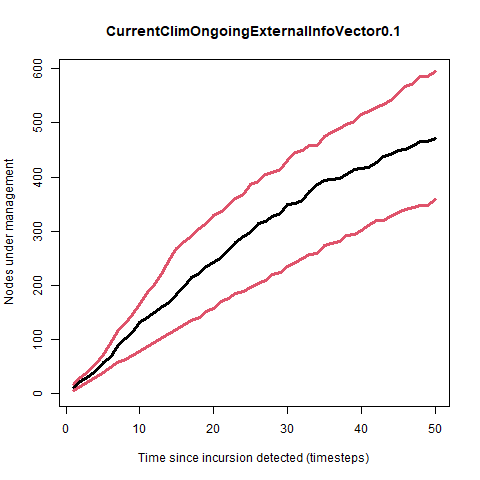 CurrentClimOngoingExternalInfoVector0.1
Nodes under management
600
500
400
300
200
100
0
0 10 20 30 40 50
Time since incursion detected (timesteps)